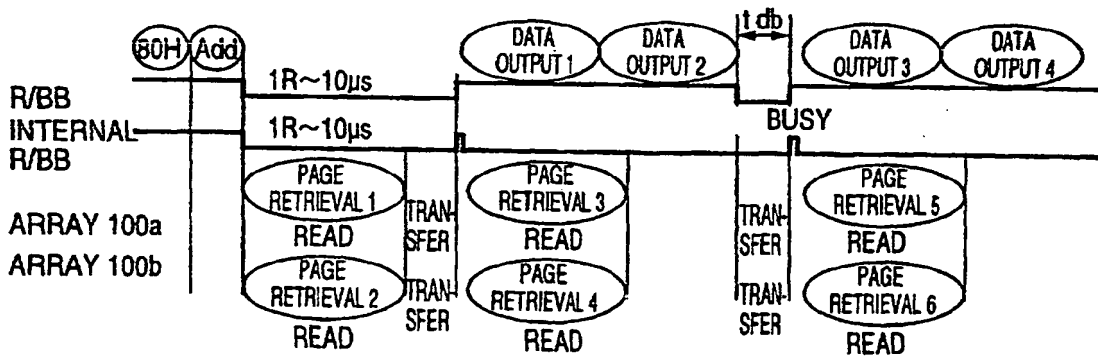 80H Add
t db
DATA OUTPUT 1
DATA OUTPUT 2
DATA OUTPUT 3
DATA OUTPUT 4
R/BB
1R~10μs
BUSY
INTERNAL R/BB
1R~10μs
ARRAY 100a
PAGE RETRIEVAL 1
READ
TRAN-SFER
PAGE RETRIEVAL 3
READ
TRAN-SFER
PAGE RETRIEVAL 5
READ
ARRAY 100b
PAGE RETRIEVAL 2
READ
TRAN-SFER
PAGE RETRIEVAL 4
READ
TRAN-SFER
PAGE RETRIEVAL 6
READ